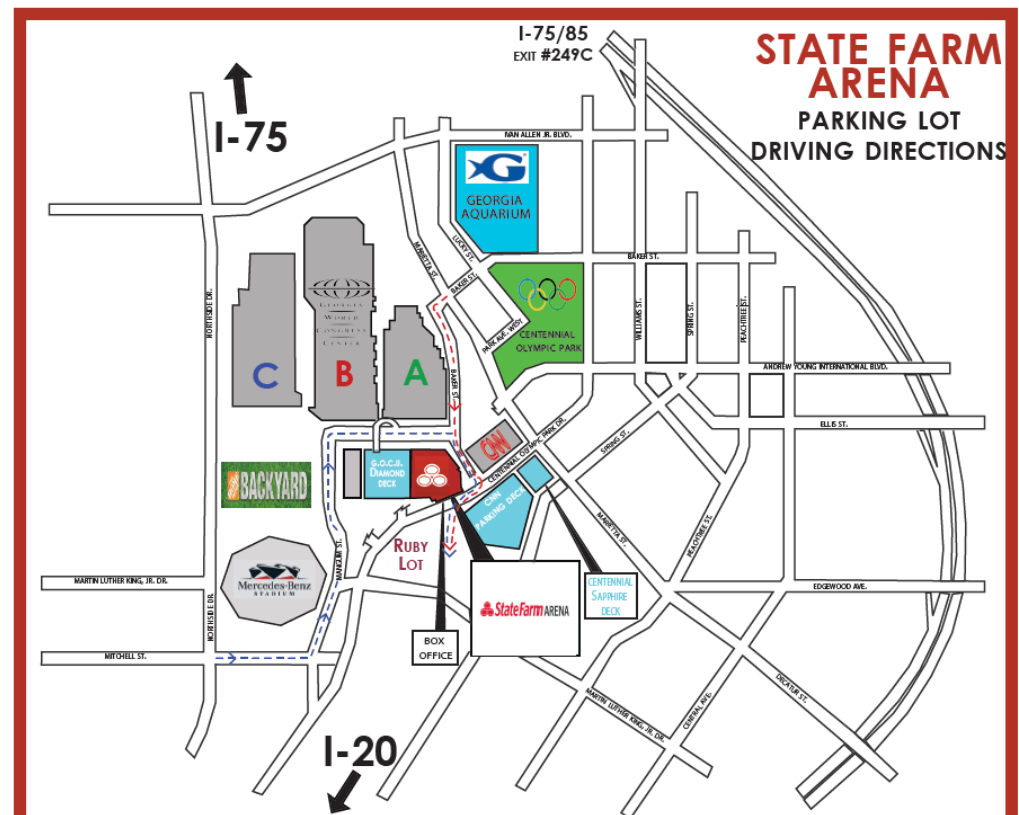 I-75/85
EXIT #249C
STATE FARM
ARENA
PARKING LOT
DRIVING DIRECTIONS
I-75
IVAN ALLEN JR. BLVD.
G
GEORGIA
AQUARIUM
MARIETTA ST.
LUCKY ST.
BAKER ST.
BAKER ST.
NORTHSIDE DR.
GEORGIA
WORLD
CONGRESS
CENTER
WILLIAMS ST.
SPRING ST.
PEACHTREE ST.
PARK AVE. WEST
CENTENNIAL
OLYMPIC PARK
C
B
A
BAKER ST.
ANDREW YOUNG INTERNATIONAL BLVD.
ELLIS ST.
CNN
CENTENNIAL OLYMPIC PARK DR.
SPRING ST.
BACKYARD
G.O.C.U.
DIAMOND
DECK
CNN
PARKING DECK
MARIETTA ST.
PEACHTREE ST.
RUBY
LOT
MARTIN LUTHER KING, JR. DR.
Mercedes-Benz
STADIUM
MANGUM ST.
NORTHSIDE DR.
CENTENNIAL
SAPPHIRE
DECK
EDGEWOOD AVE.
StateFarm ARENA
BOX
OFFICE
MITCHELL ST.
MARTIN LUTHER KING, JR. DR.
CENTRAL AVE.
DECATUR ST.
I-20